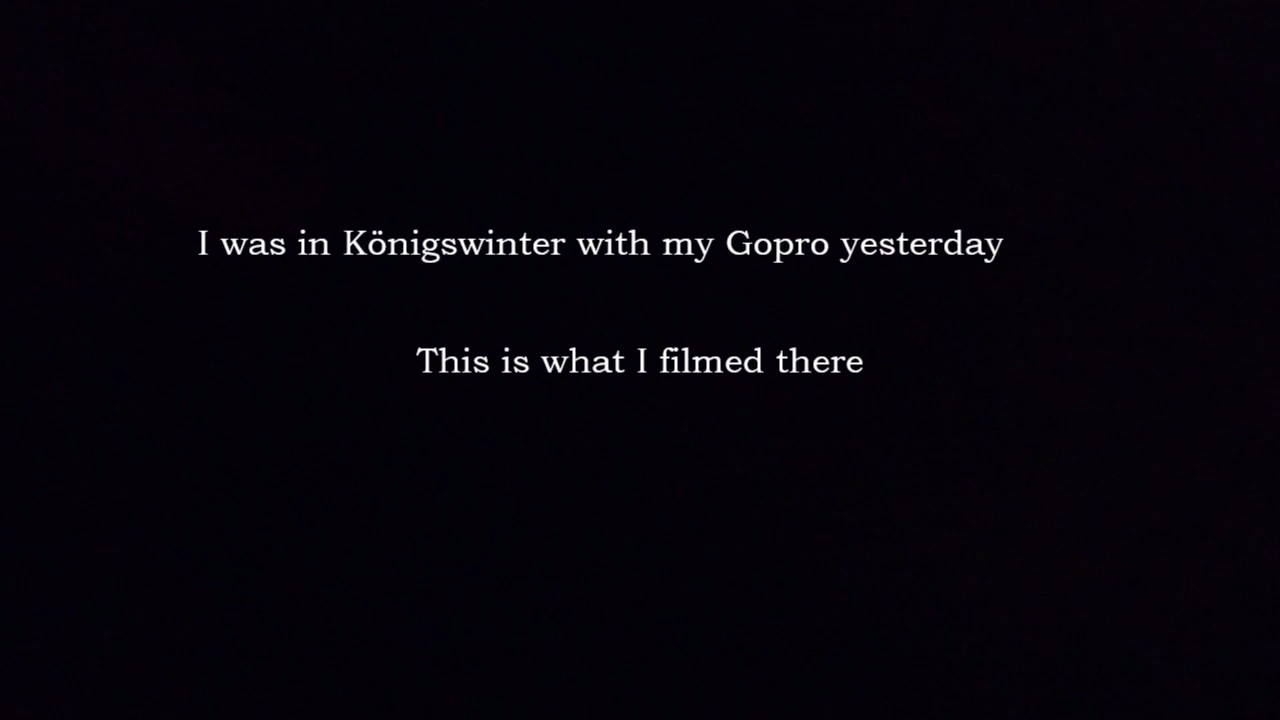 I was in Königswinter with my Gopro yesterday
This is what I filmed there